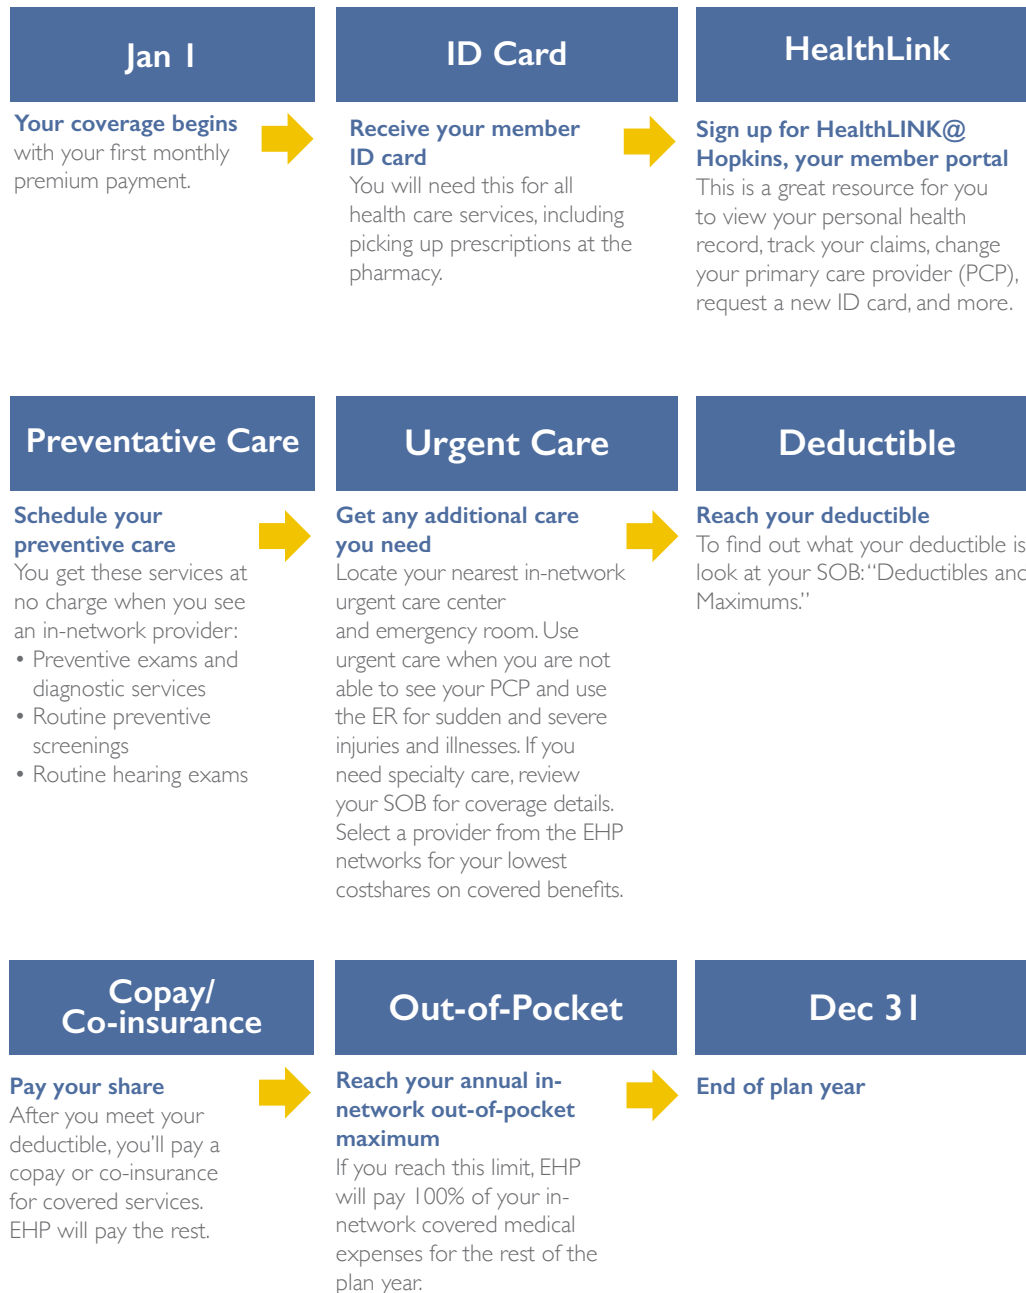 Jan 1
Your coverage begins
with your first monthly
premium payment.
ID Card
Receive your member
ID card
You will need this for all
health care services, including
picking up prescriptions at the
pharmacy.
HealthLink
Sign up for HealthLINK@
Hopkins, your member portal
This is a great resource for you
to view your personal health
record, track your claims, change
your primary care provider (PCP),
request a new ID card, and more.
Preventative Care
Schedule your
preventive care
You get these services at
no charge when you see
an in-network provider:
• Preventive exams and
diagnostic services
• Routine preventive
screenings
• Routine hearing exams
Urgent Care
Get any additional care
you need
Locate your nearest in-network
urgent care center
and emergency room. Use
urgent care when you are not
able to see your PCP and use
the ER for sudden and severe
injuries and illnesses. If you
need specialty care, review
your SOB for coverage details.
Select a provider from the EHP
networks for your lowest
costshares on covered benefits.
Deductible
Reach your deductible
To find out what your deductible is
look at your SOB: “Deductibles and
Maximums.”
Copay/
Co-insurance
Pay your share
After you meet your
deductible, you’ll pay a
copay or co-insurance
for covered services.
EHP will pay the rest.
Out-of-Pocket
Reach your annual in-
network out-of-pocket
maximum
If you reach this limit, EHP
will pay 100% of your in-
network covered medical
expenses for the rest of the
plan year.
Dec 31
End of plan year